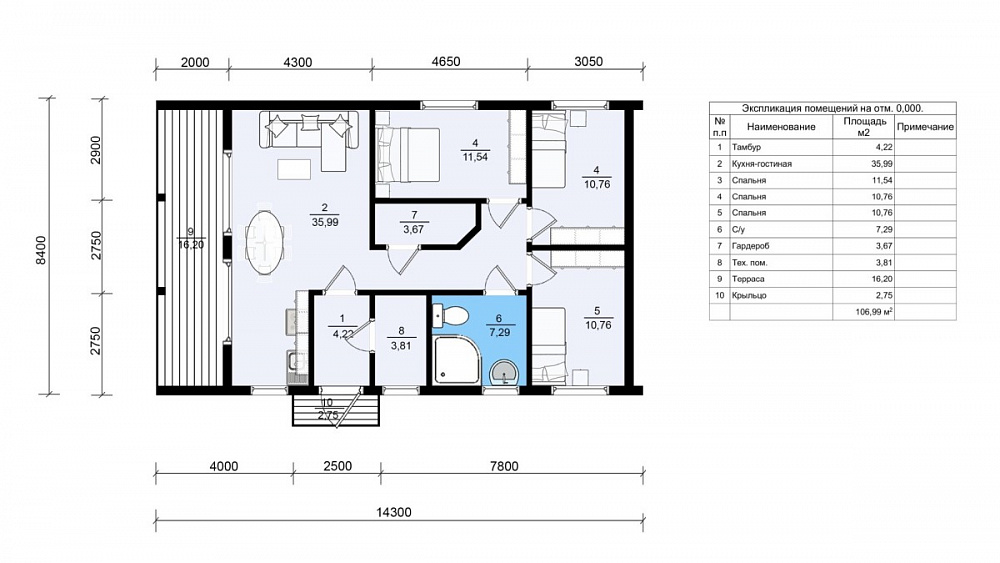 2000 4300 4650 3050
8400
2900
2750
2750
Экспликация помещений на отм. 0,000.
№ п.п Наименование Площадь м2 Примечание
1 Тамбур 4,22
2 Кухня-гостиная 35,99
3 Спальня 11,54
4 Спальня 10,76
5 Спальня 10,76
6 С/у 7,29
7 Гардероб 3,67
8 Тех. пом. 3,81
9 Терраса 16,20
10 Крыльцо 2,75
106,99 м²
4
11,54
4
10,76
2
35,99
7
3,67
9
16,20
1
4,22
8
3,81
6
7,29
5
10,76
10
2,75
4000 2500 7800
14300